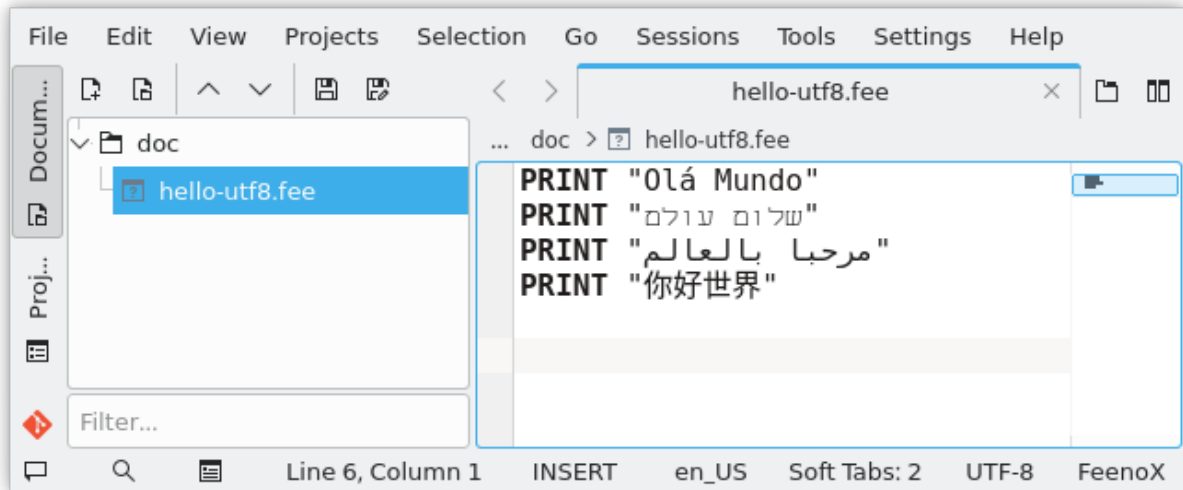 File Edit View Projects Selection Go Sessions Tools Settings Help
Docum...
Proj...
doc
hello-utf8.fee
Filter...
hello-utf8.fee
... doc > hello-utf8.fee
PRINT "Olá Mundo"
PRINT "שלום עולם"
PRINT "مرحبا بالعالم"
PRINT "你好世界"
Line 6, Column 1 INSERT en_US Soft Tabs: 2 UTF-8 FeenoX